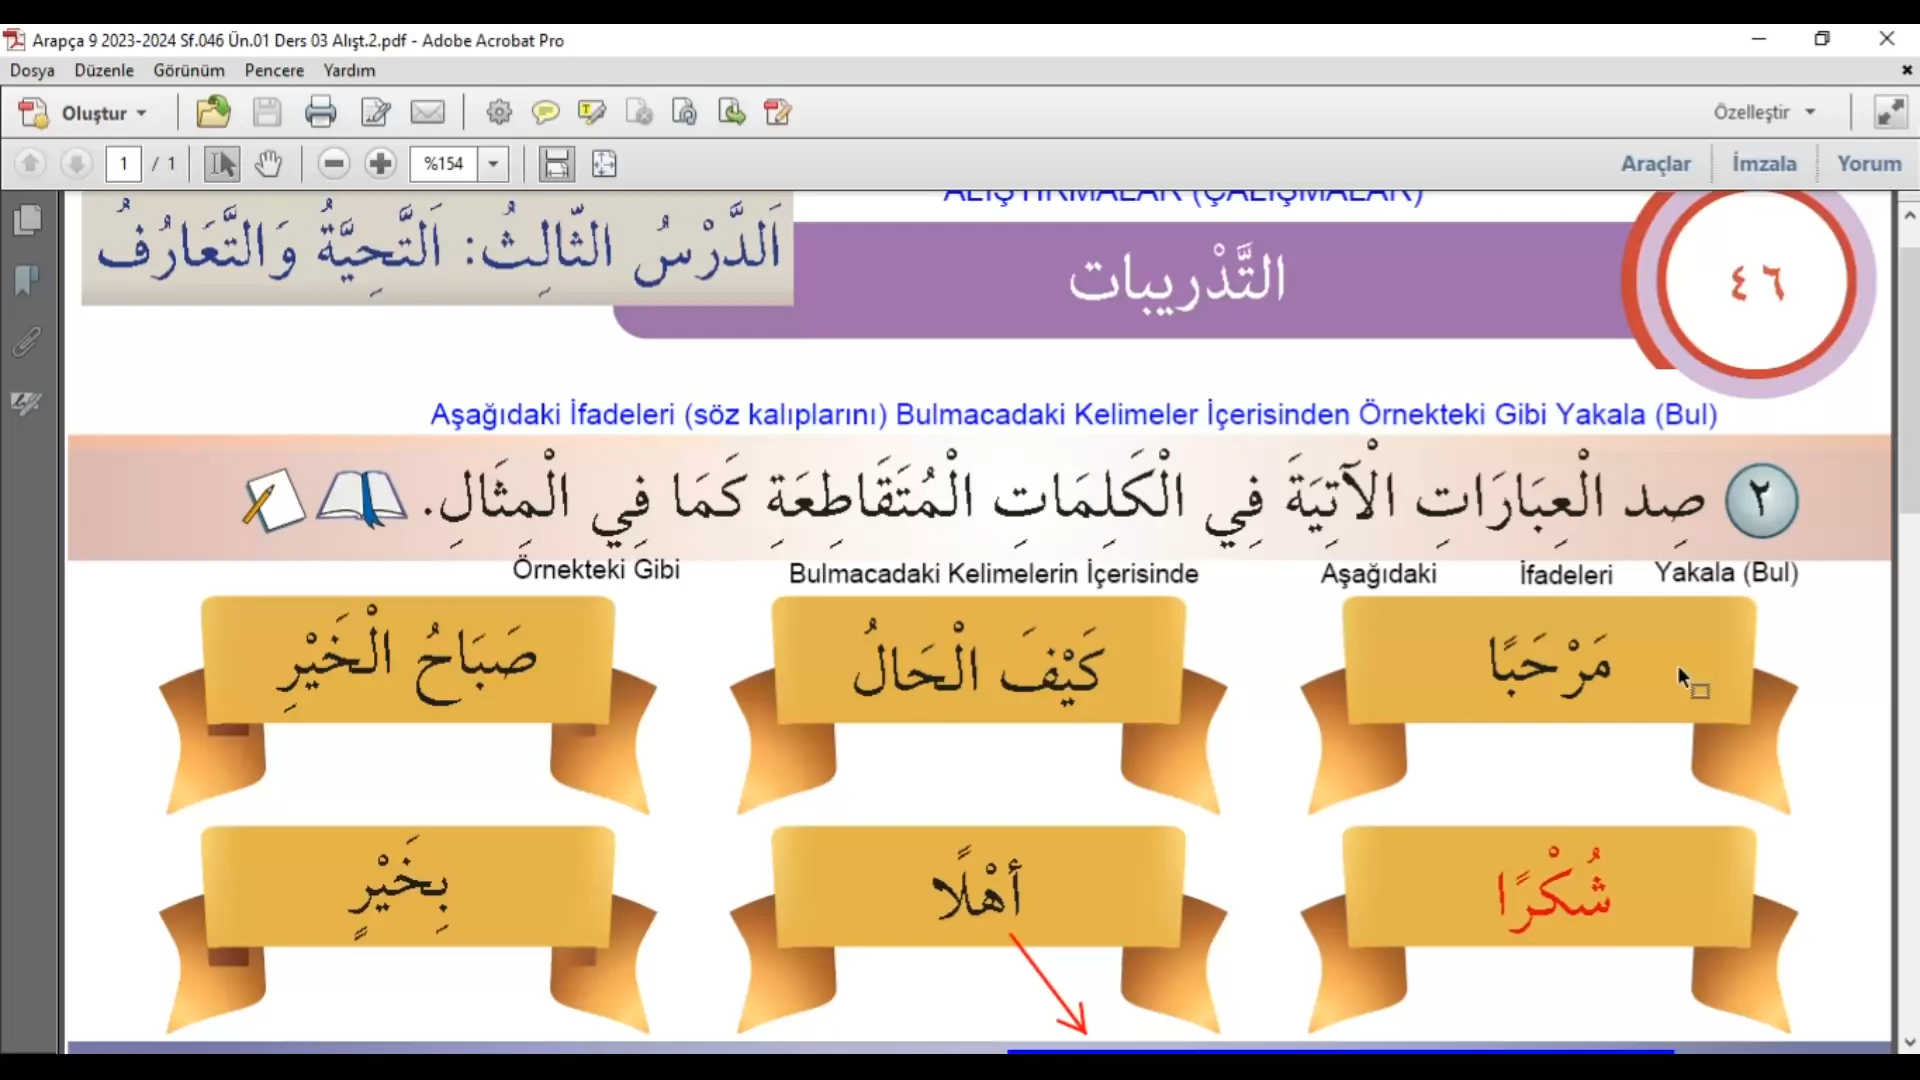 Arapça 9 2023-2024 Sf.046 Ün.01 Ders 03 Alışt.2.pdf - Adobe Acrobat Pro
Dosya Düzenle Görünüm Pencere Yardım
Oluştur Özelleştir
1 / 1 %154 Araçlar İmzala Yorum
ALIŞTIRMALAR (ÇALIŞMALAR)
اَلدَّرْسُ الثَّالِثُ: اَلتَّحِيَّةُ وَالتَّعَارُفُ
التَّدْرِيبات
٤٦
Aşağıdaki İfadeleri (söz kalıplarını) Bulmacadaki Kelimeler İçerisinden Örnekteki Gibi Yakala (Bul)
٢ صِد الْعِبَارَاتِ الْآتِيَةَ فِي الْكَلِمَاتِ الْمُتَقَاطِعَةِ كَمَا فِي الْمِثَالِ.
Örnekteki Gibi Bulmacadaki Kelimelerin İçerisinde Aşağıdaki İfadeleri Yakala (Bul)
مَرْحَبًا كَيْفَ الْحَالُ صَبَاحُ الْخَيْرِ
شُكْرًا أَهْلًا بِخَيْرٍ